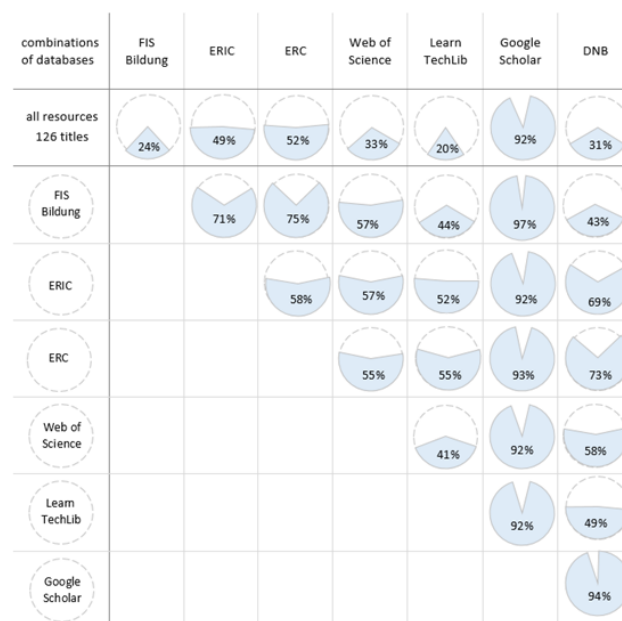 combinations
of databases
FIS
Bildung
ERIC
ERC
Web of
Science
Learn
TechLib
Google
Scholar
DNB
all resources
126 titles
24%
49%
52%
33%
20%
92%
31%
FIS
Bildung
71%
75%
57%
44%
97%
43%
ERIC
58%
57%
52%
92%
69%
ERC
55%
55%
93%
73%
Web of
Science
41%
92%
58%
Learn
TechLib
92%
49%
Google
Scholar
94%